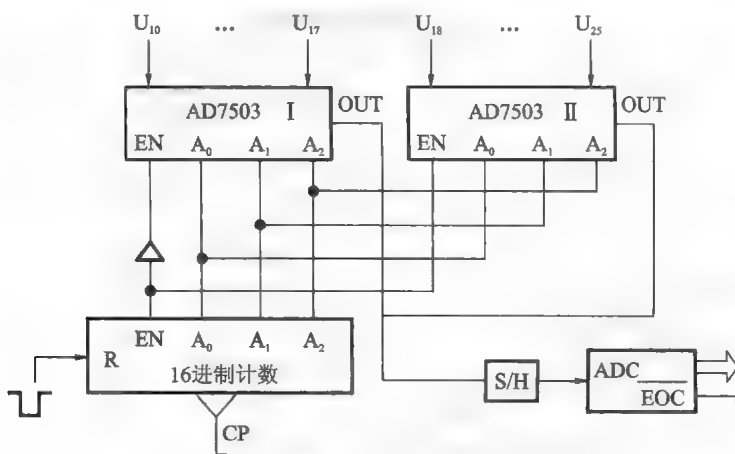 U₁₀ ... U₁₇ U₁₈ ... U₂₅
AD7503 Ⅰ OUT AD7503 Ⅱ OUT
EN A₀ A₁ A₂ EN A₀ A₁ A₂
EN A₀ A₁ A₂
R
16进制计数
CP
S/H
ADC
E̅O̅C̅